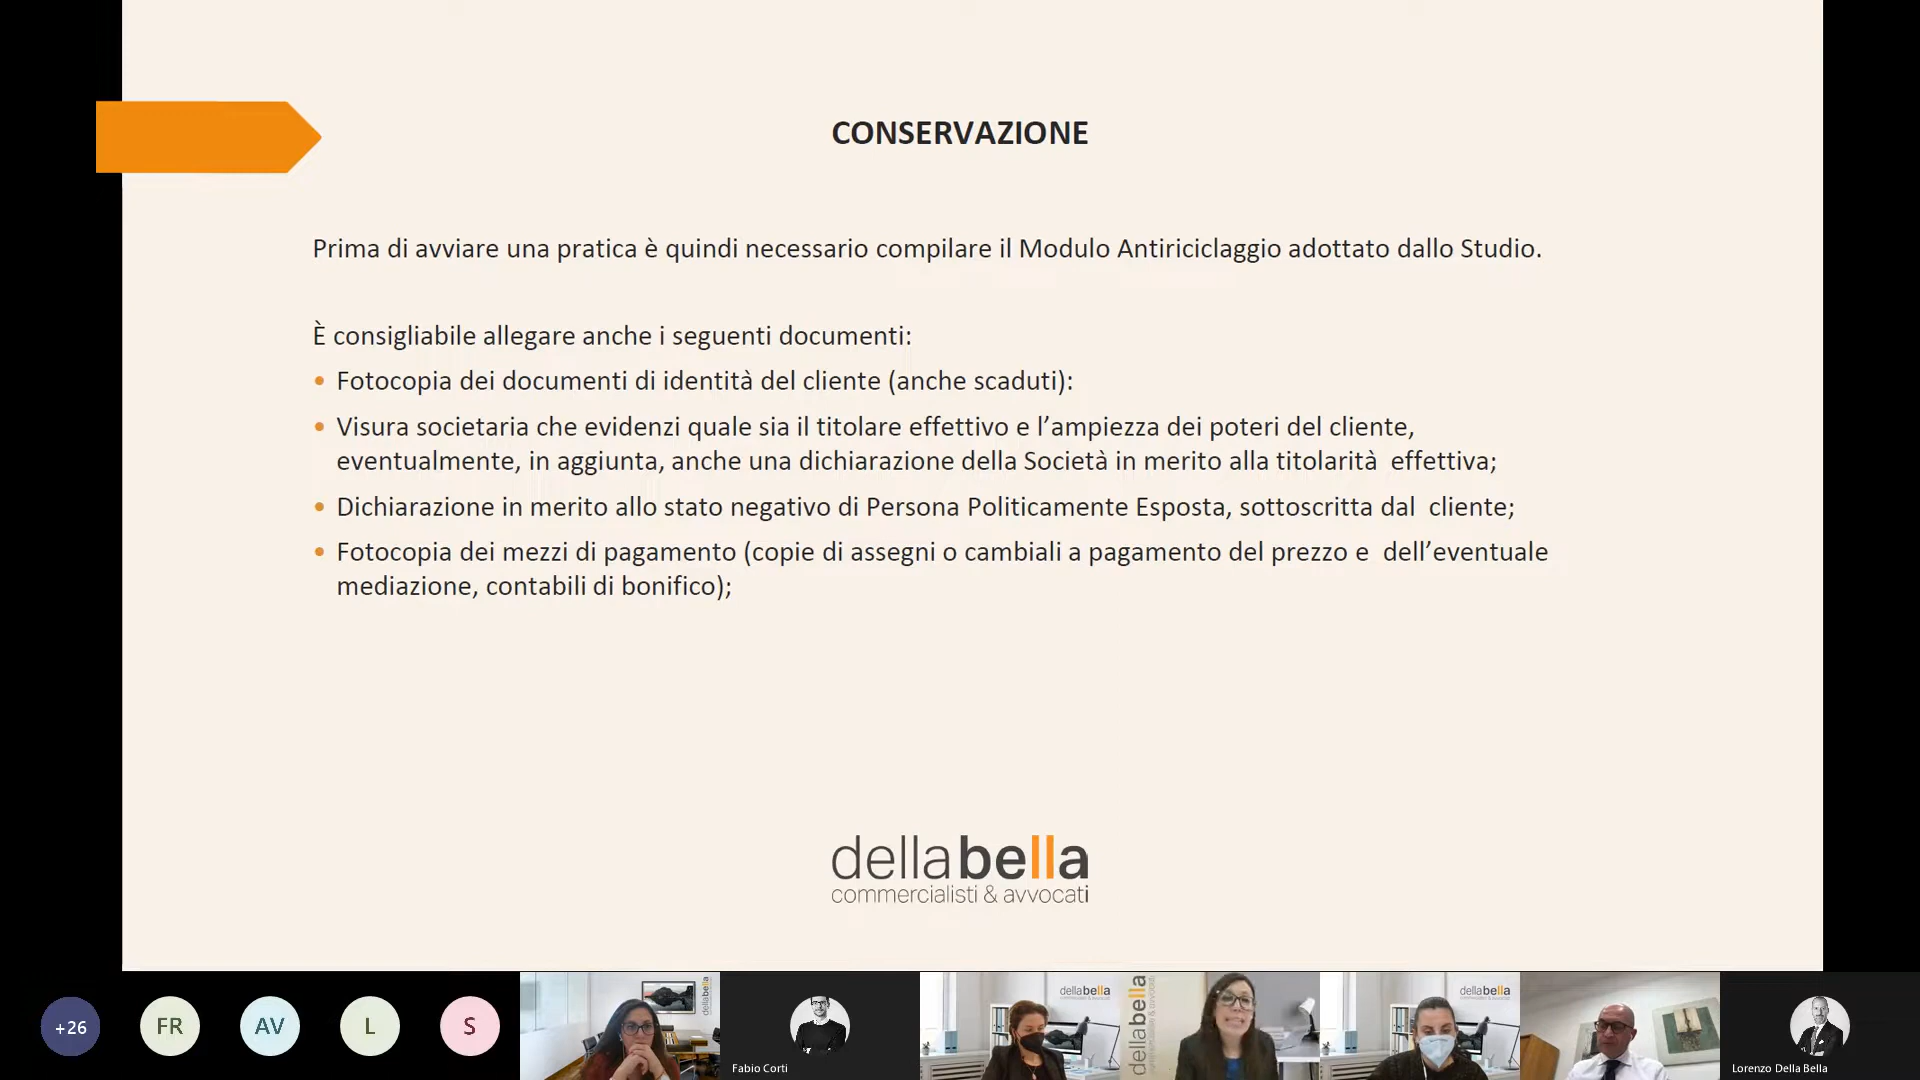 CONSERVAZIONE
Prima di avviare una pratica è quindi necessario compilare il Modulo Antiriciclaggio adottato dallo Studio.
È consigliabile allegare anche i seguenti documenti:
• Fotocopia dei documenti di identità del cliente (anche scaduti):
• Visura societaria che evidenzi quale sia il titolare effettivo e l’ampiezza dei poteri del cliente,
eventualmente, in aggiunta, anche una dichiarazione della Società in merito alla titolarità effettiva;
• Dichiarazione in merito allo stato negativo di Persona Politicamente Esposta, sottoscritta dal cliente;
• Fotocopia dei mezzi di pagamento (copie di assegni o cambiali a pagamento del prezzo e dell’eventuale
mediazione, contabili di bonifico);
dellabella
commercialisti & avvocati
+26
FR
AV
L
S
dellabella
Fabio Corti
dellabella
dellabella
dellabella
Lorenzo Della Bella